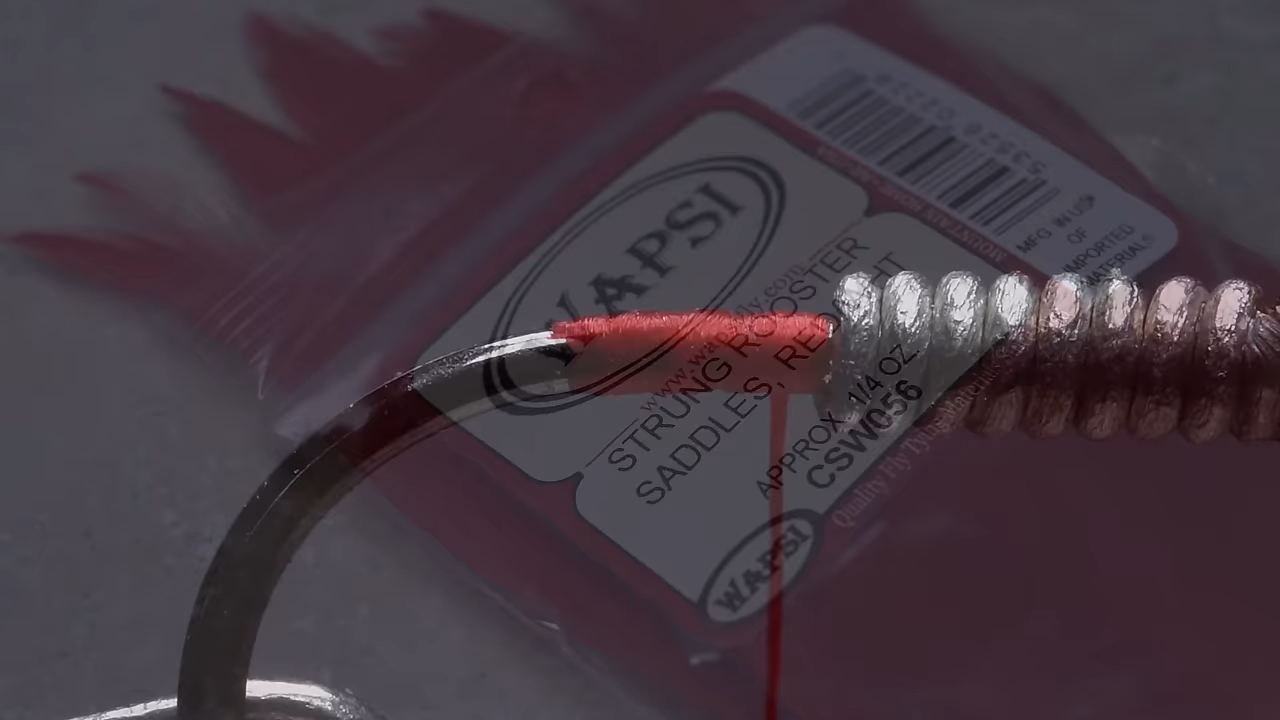 WAPSI
www.wapsifly.com
STRUNG ROOSTER
SADDLES, RED
APPROX. 1/4 OZ.
CSW056
WAPSI
Quality Fly Tying Materials
MFG W/US
OF
IMPORTED
MATERIALS